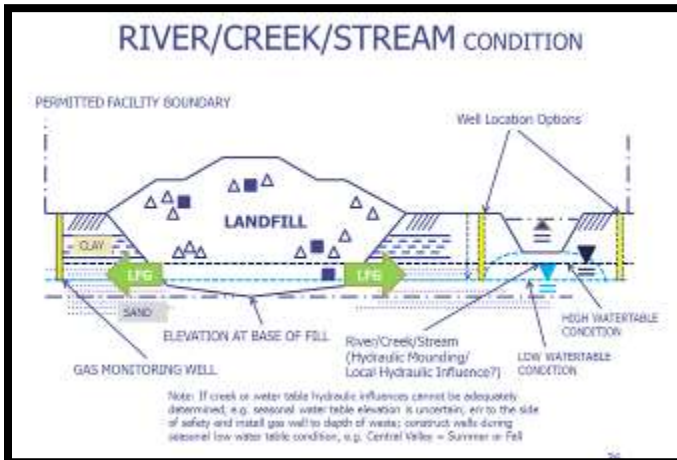 RIVER/CREEK/STREAM CONDITION
PERMITTED FACILITY BOUNDARY
Well Location Options
LANDFILL
CLAY
LFG
LFG
SAND
ELEVATION AT BASE OF FILL
GAS MONITORING WELL
River/Creek/Stream
(Hydraulic Mounding/
Local Hydraulic Influence?)
HIGH WATERTABLE
CONDITION
LOW WATERTABLE
CONDITION
Note: If creek or water table hydraulic influences cannot be adequately
determined, e.g. seasonal water table elevation is uncertain, err to the side
of safety and install gas well to depth of waste; construct wells during
seasonal low water table condition, e.g. Central Valley = Summer or Fall